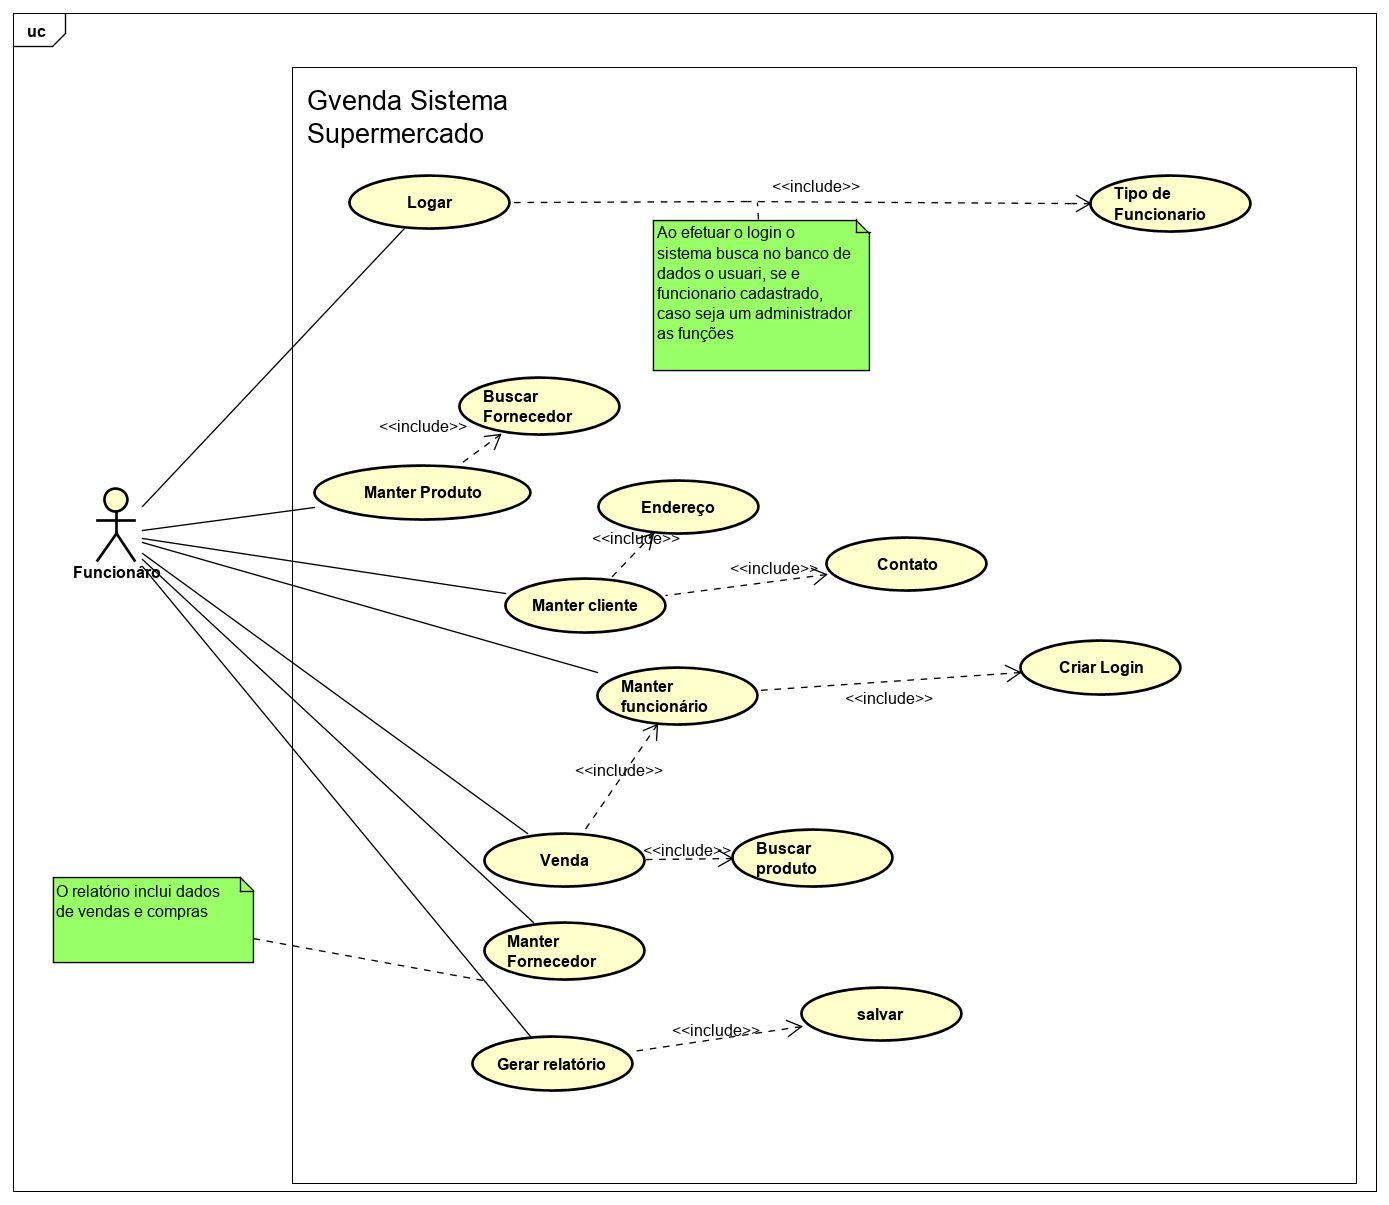 uc
Gvenda Sistema
Supermercado
Logar
<<include>>
Tipo de
Funcionario
Ao efetuar o login o
sistema busca no banco de
dados o usuari, se e
funcionario cadastrado,
caso seja um administrador
as funções
Buscar
Fornecedor
<<include>>
Manter Produto
Endereço
<<include>>
Contato
<<include>>
Manter cliente
Funcionáro
Criar Login
Manter
funcionário
<<include>>
<<include>>
Venda
<<include>>
Buscar
produto
O relatório inclui dados
de vendas e compras
Manter
Fornecedor
salvar
<<include>>
Gerar relatório